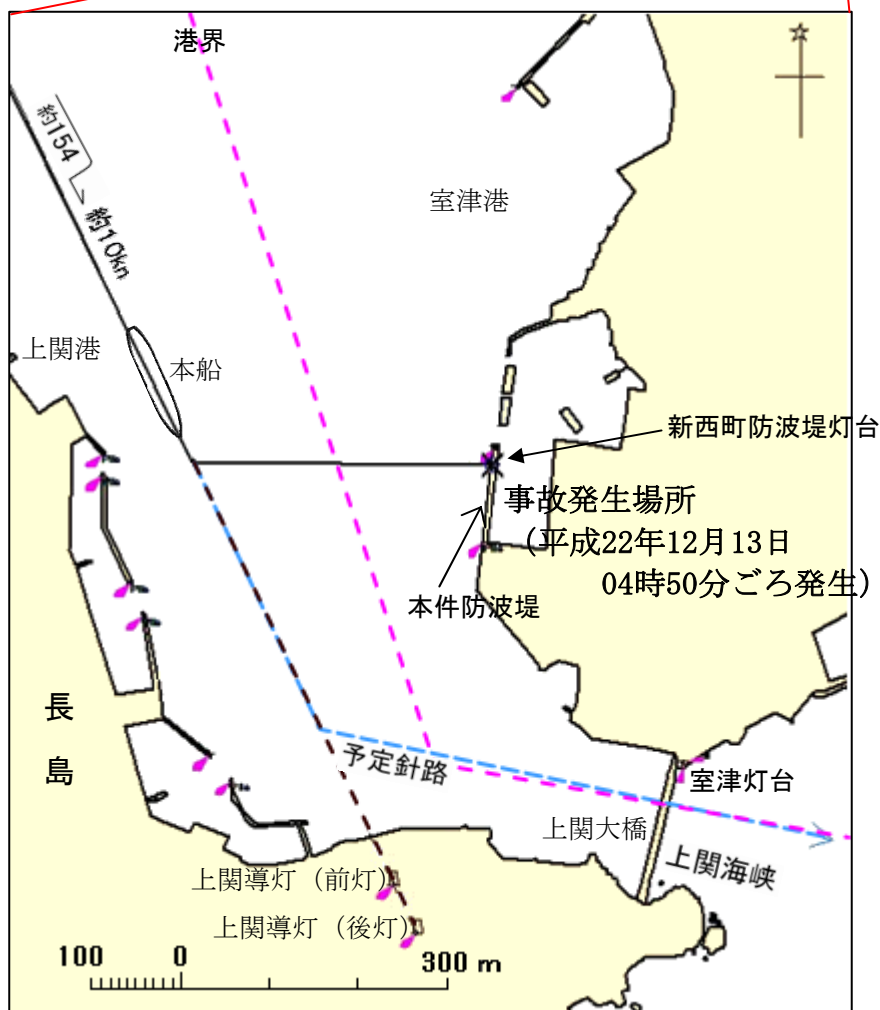 港界
約154
約10kn
室津港
上関港
本船
新西町防波堤灯台
事故発生場所
(平成22年12月13日
04時50分ごろ発生)
本件防波堤
長
島
予定針路
室津灯台
上関大橋
上関海峡
上関導灯(前灯)
上関導灯(後灯)
100 0 300 m